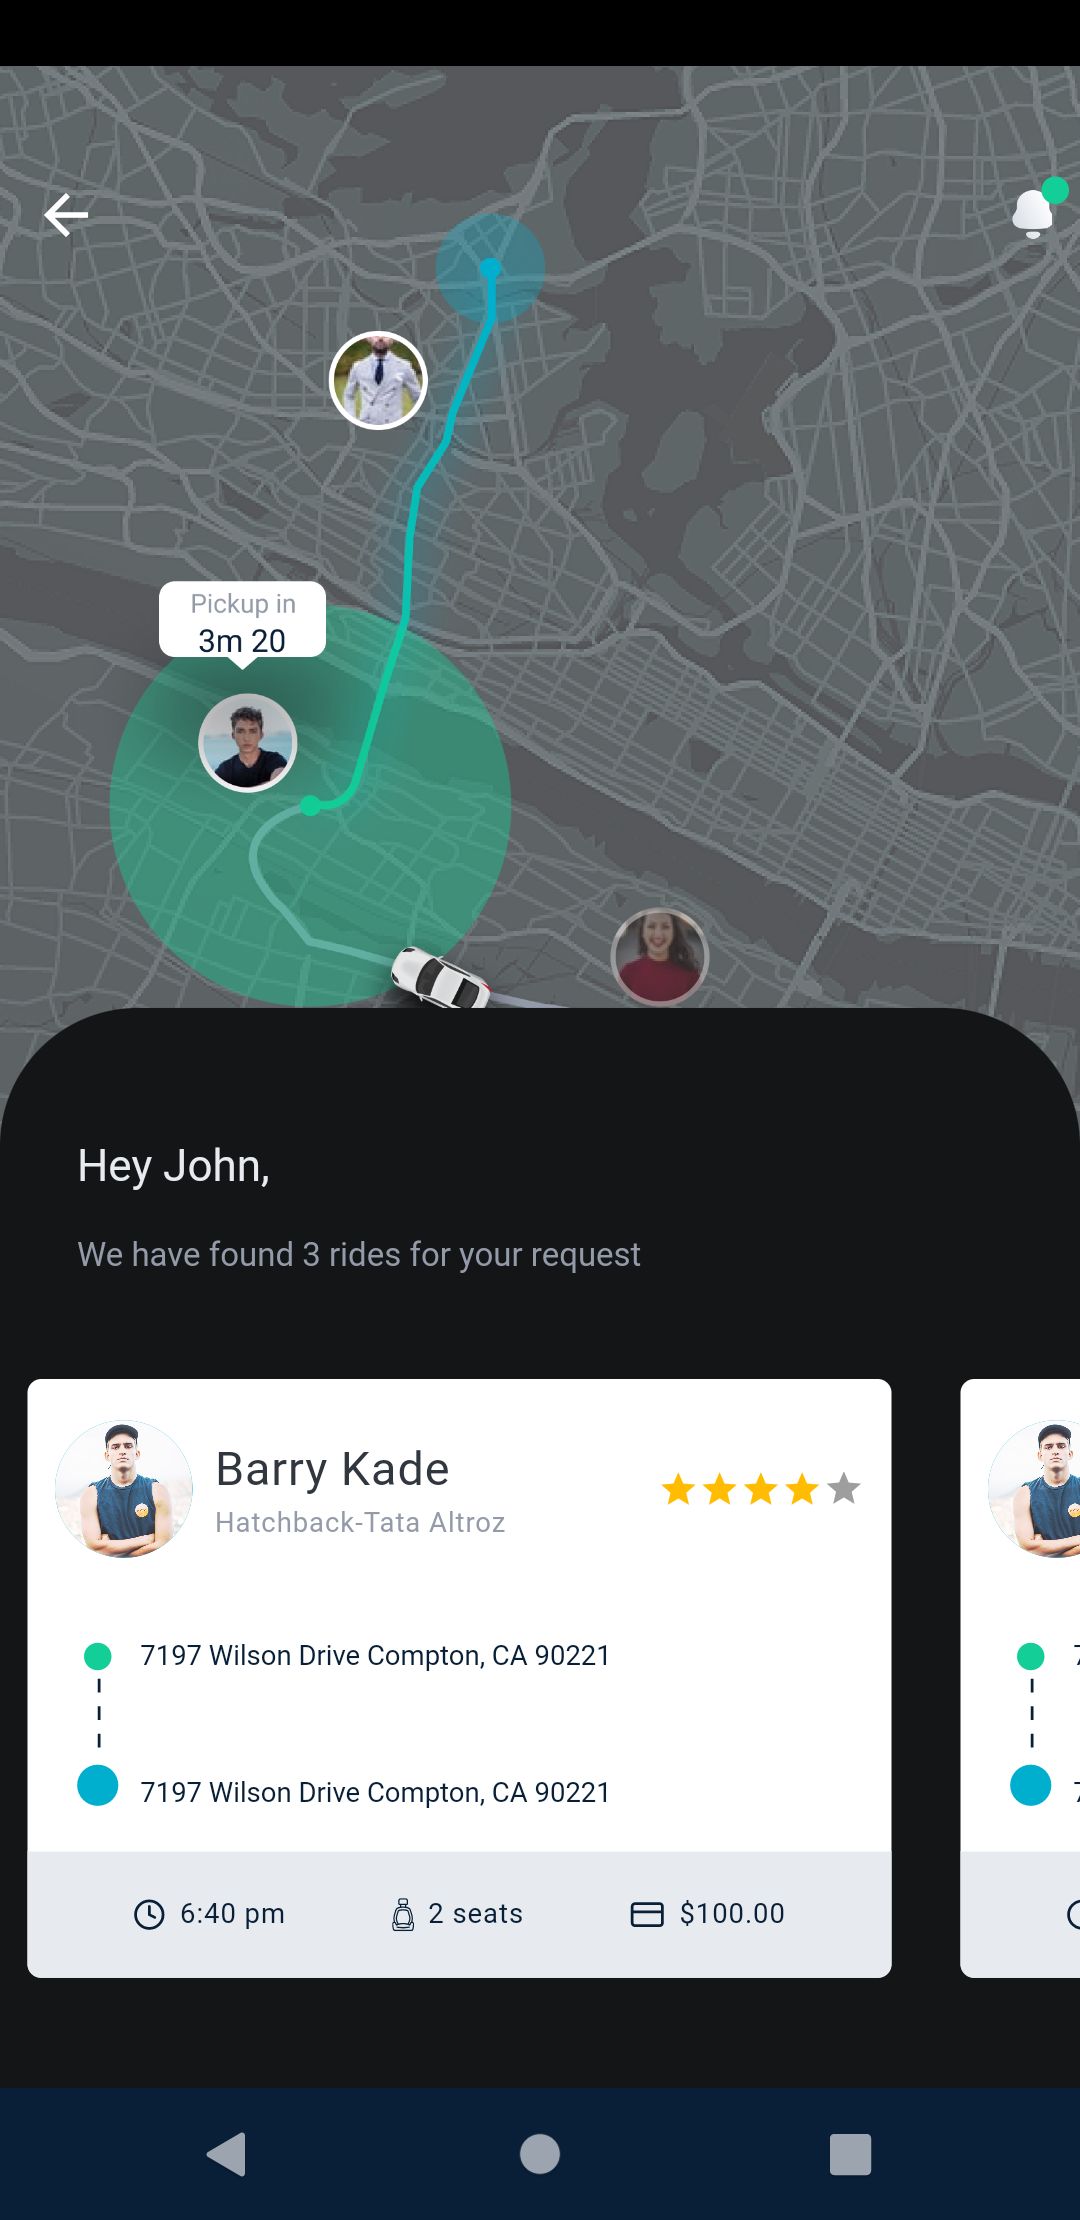 Pickup in
3m 20
Hey John,
We have found 3 rides for your request
Barry Kade
Hatchback-Tata Altroz
7197 Wilson Drive Compton, CA 90221
7197 Wilson Drive Compton, CA 90221
6:40 pm
2 seats
$100.00